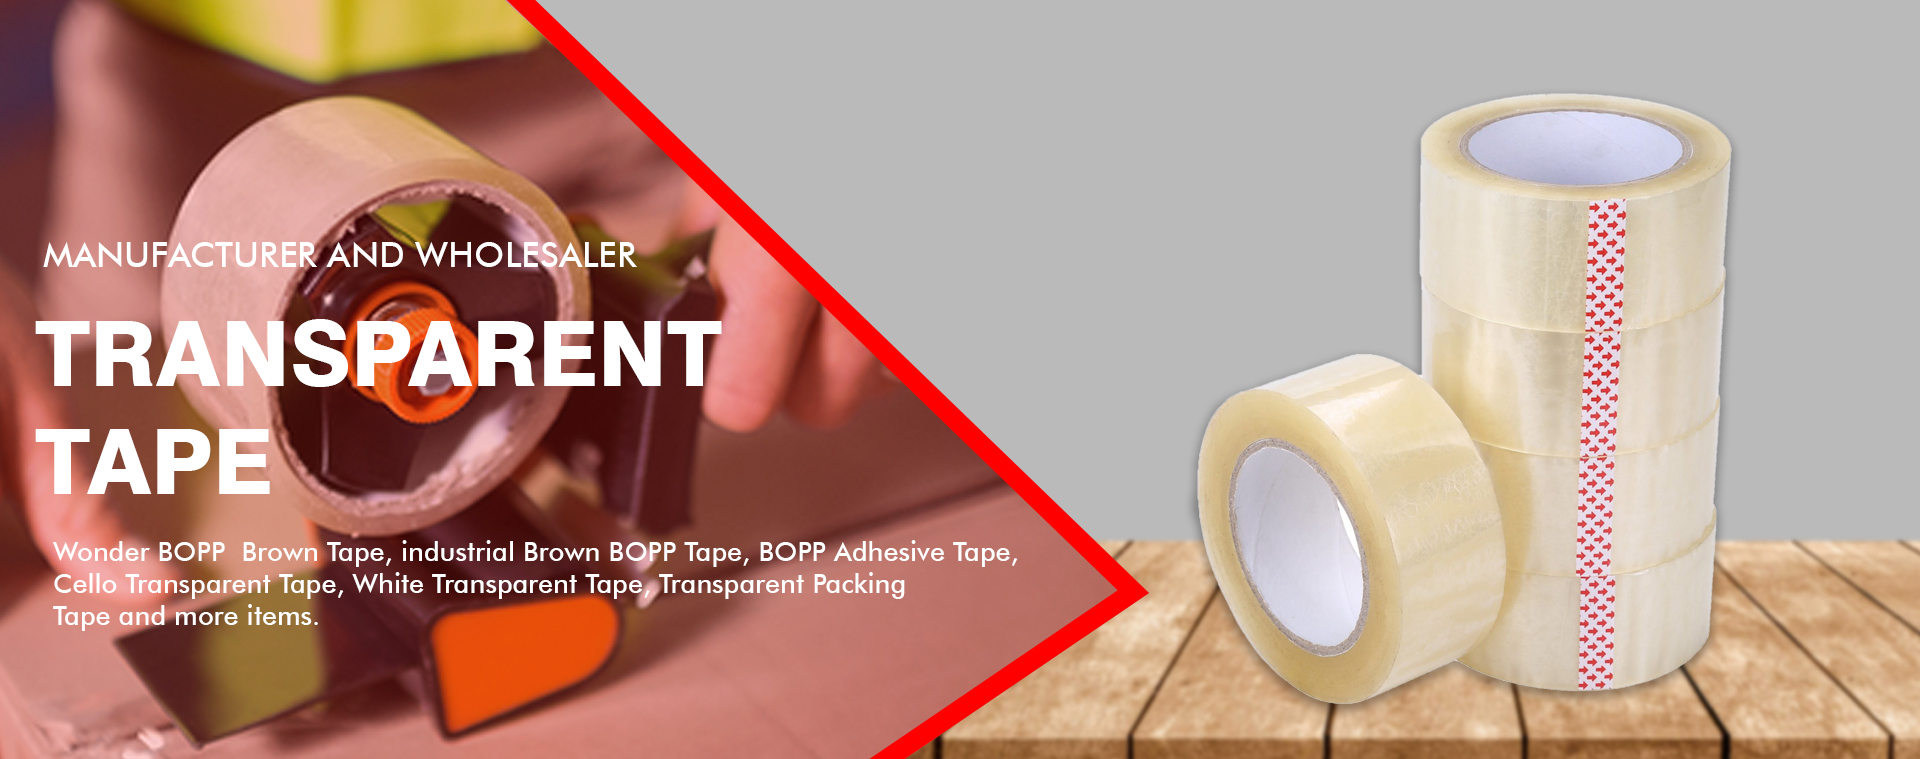 MANUFACTURER AND WHOLESALER
TRANSPARENT
TAPE
Wonder BOPP  Brown Tape, industrial Brown BOPP Tape, BOPP Adhesive Tape,
Cello Transparent Tape, White Transparent Tape, Transparent Packing
Tape and more items.